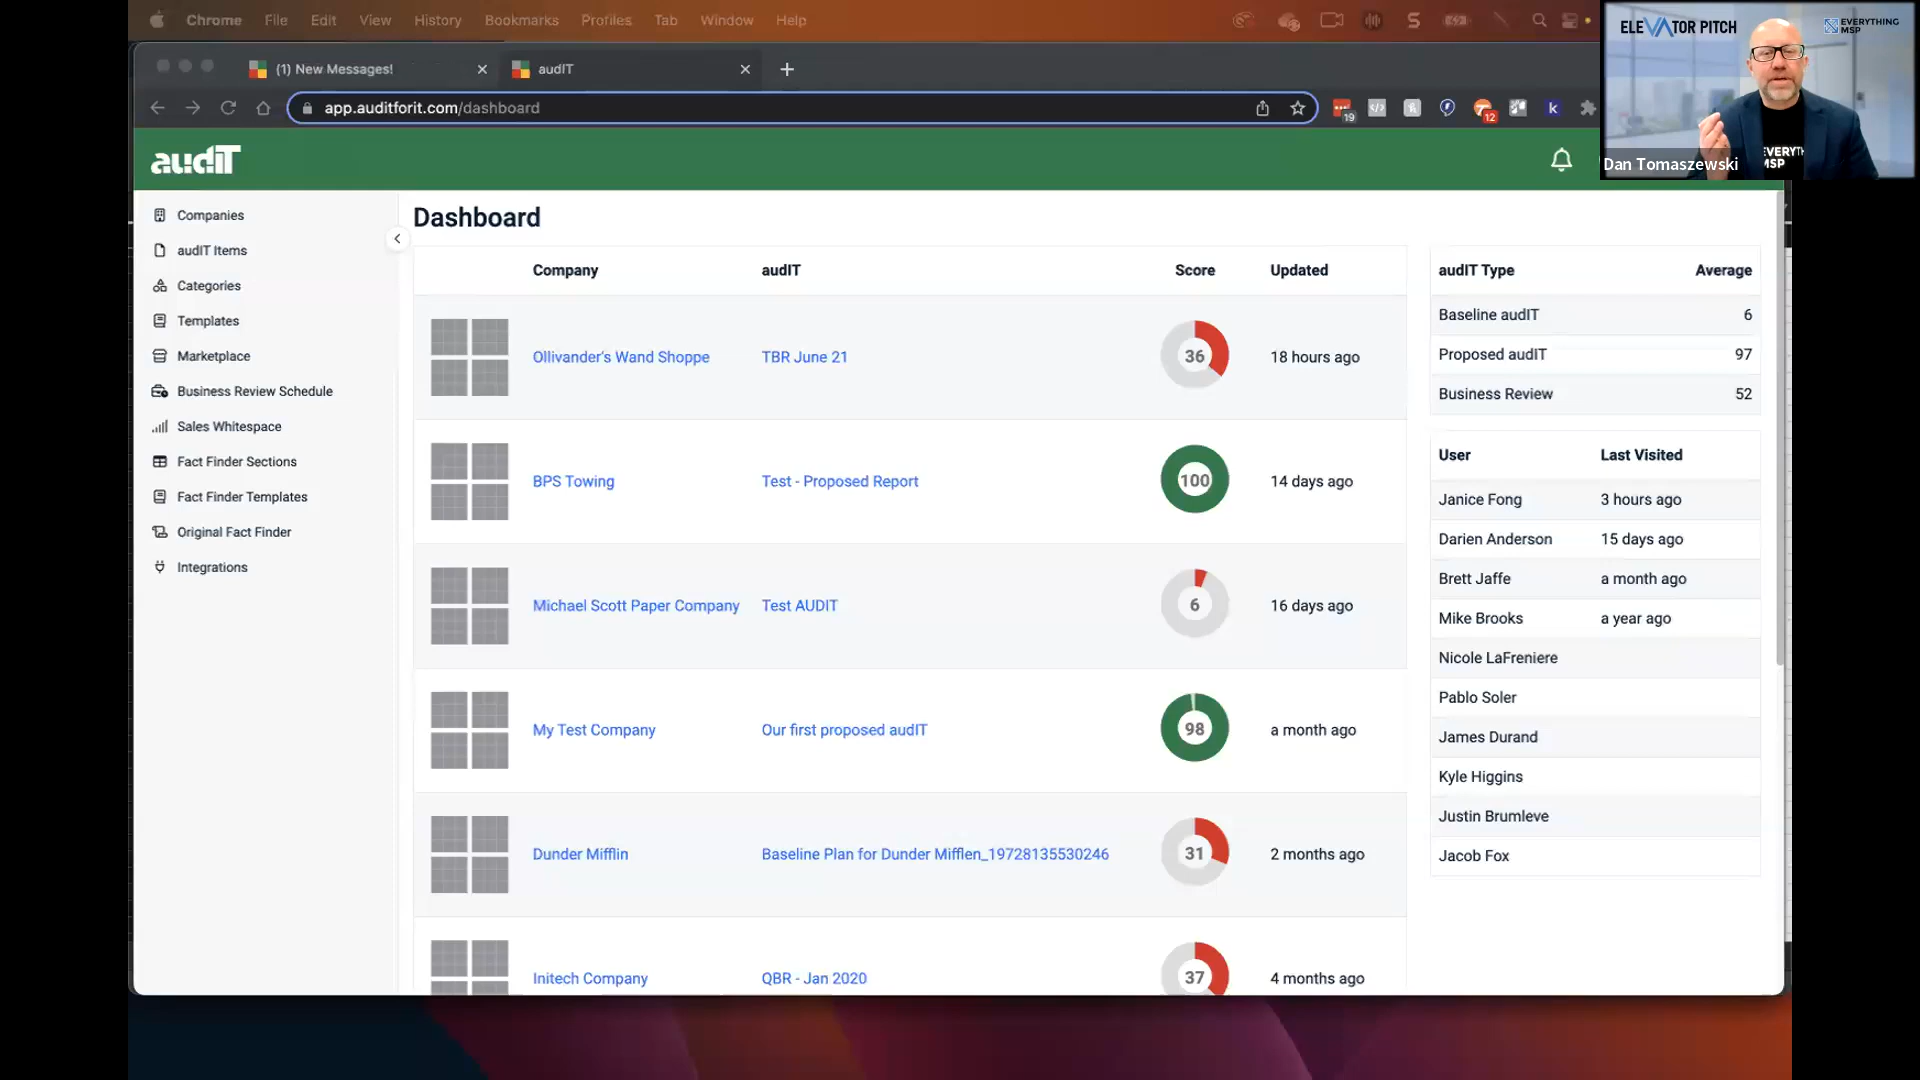 Chrome File Edit View History Bookmarks Profiles Tab Window Help
ELEVATOR PITCH
EVERYTHING
MSP
(1) New Messages!
audIT
app.auditforit.com/dashboard
19
12
k
EVERYTH
MSP
Dan Tomaszewski
audIT
Companies
audIT Items
Categories
Templates
Marketplace
Business Review Schedule
Sales Whitespace
Fact Finder Sections
Fact Finder Templates
Original Fact Finder
Integrations
Dashboard
Company audIT Score Updated
Ollivander's Wand Shoppe TBR June 21 36 18 hours ago
BPS Towing Test - Proposed Report 100 14 days ago
Michael Scott Paper Company Test AUDIT 6 16 days ago
My Test Company Our first proposed audIT 98 a month ago
Dunder Mifflin Baseline Plan for Dunder Mifflen_19728135530246 31 2 months ago
Initech Company QBR - Jan 2020 37 4 months ago
audIT Type Average
Baseline audIT 6
Proposed audIT 97
Business Review 52
User Last Visited
Janice Fong 3 hours ago
Darien Anderson 15 days ago
Brett Jaffe a month ago
Mike Brooks a year ago
Nicole LaFreniere
Pablo Soler
James Durand
Kyle Higgins
Justin Brumleve
Jacob Fox